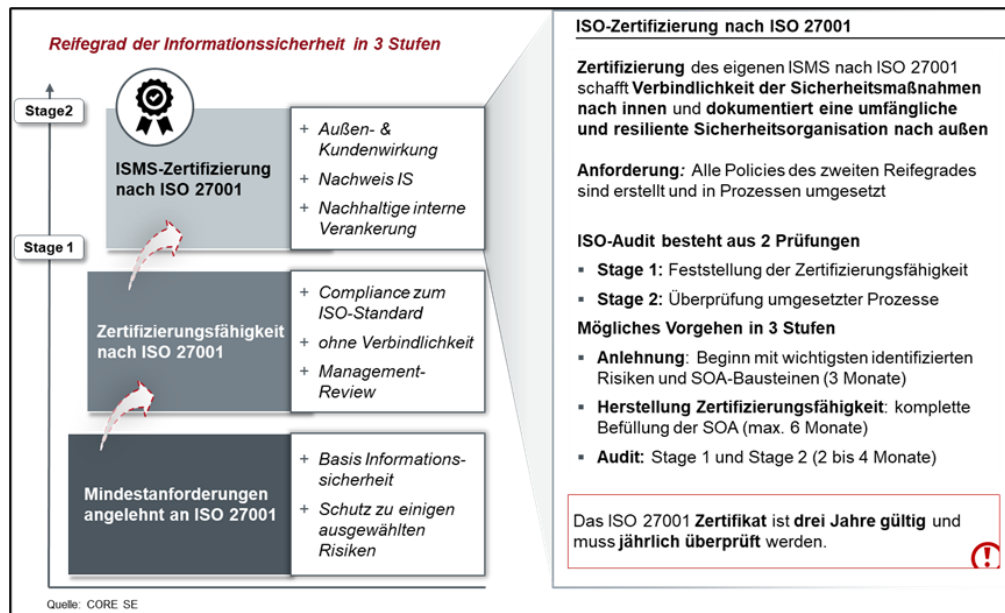 Reifegrad der Informationssicherheit in 3 Stufen
Stage2
ISMS-Zertifizierung
nach ISO 27001
+ Außen- &
Kundenwirkung
+ Nachweis IS
+ Nachhaltige interne
Verankerung
Stage 1
Zertifizierungsfähigkeit
nach ISO 27001
+ Compliance zum
ISO-Standard
+ ohne Verbindlichkeit
+ Management-
Review
Mindestanforderungen
angelehnt an ISO 27001
+ Basis Informations-
sicherheit
+ Schutz zu einigen
ausgewählten
Risiken
Quelle: CORE SE
ISO-Zertifizierung nach ISO 27001
Zertifizierung des eigenen ISMS nach ISO 27001
schafft Verbindlichkeit der Sicherheitsmaßnahmen
nach innen und dokumentiert eine umfängliche
und resiliente Sicherheitsorganisation nach außen
Anforderung: Alle Policies des zweiten Reifegrades
sind erstellt und in Prozessen umgesetzt
ISO-Audit besteht aus 2 Prüfungen
▪ Stage 1: Feststellung der Zertifizierungsfähigkeit
▪ Stage 2: Überprüfung umgesetzter Prozesse
Mögliches Vorgehen in 3 Stufen
▪ Anlehnung: Beginn mit wichtigsten identifizierten
Risiken und SOA-Bausteinen (3 Monate)
▪ Herstellung Zertifizierungsfähigkeit: komplette
Befüllung der SOA (max. 6 Monate)
▪ Audit: Stage 1 und Stage 2 (2 bis 4 Monate)
Das ISO 27001 Zertifikat ist drei Jahre gültig und
muss jährlich überprüft werden.
!